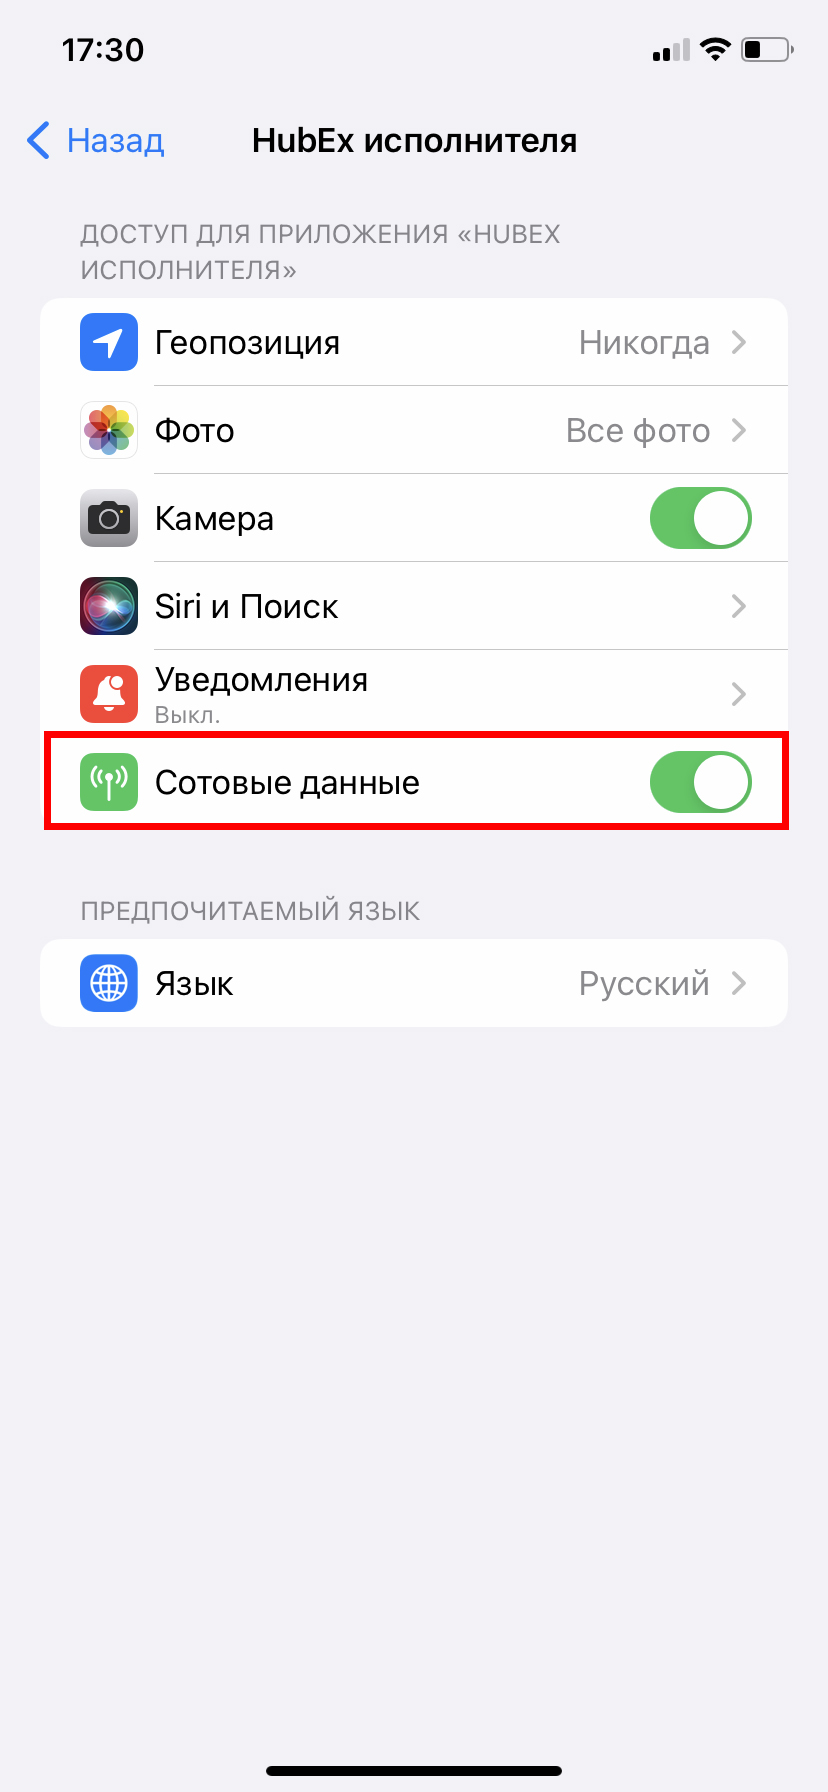 17:30
Назад
HubEx исполнителя
ДОСТУП ДЛЯ ПРИЛОЖЕНИЯ «HUBEX
ИСПОЛНИТЕЛЯ»
Геопозиция Никогда
Фото Все фото
Камера
Siri и Поиск
Уведомления
Выкл.
Сотовые данные
ПРЕДПОЧИТАЕМЫЙ ЯЗЫК
Язык Русский